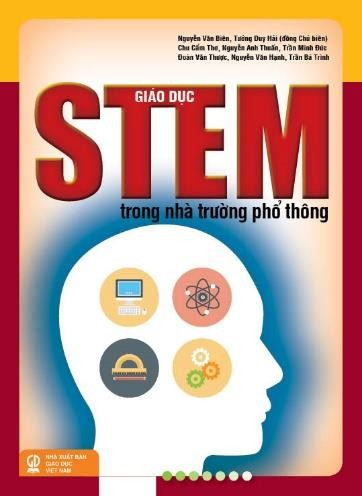 Nguyễn Văn Biên, Tưởng Duy Hải (đồng Chủ biên)
Chu Cẩm Thơ, Nguyễn Anh Thuấn, Trần Minh Đức
Đoàn Văn Thược, Nguyễn Văn Hạnh, Trần Bá Trình
GIÁO DỤC
STEM
trong nhà trường phổ thông
NHÀ XUẤT BẢN
GIÁO DỤC
VIỆT NAM